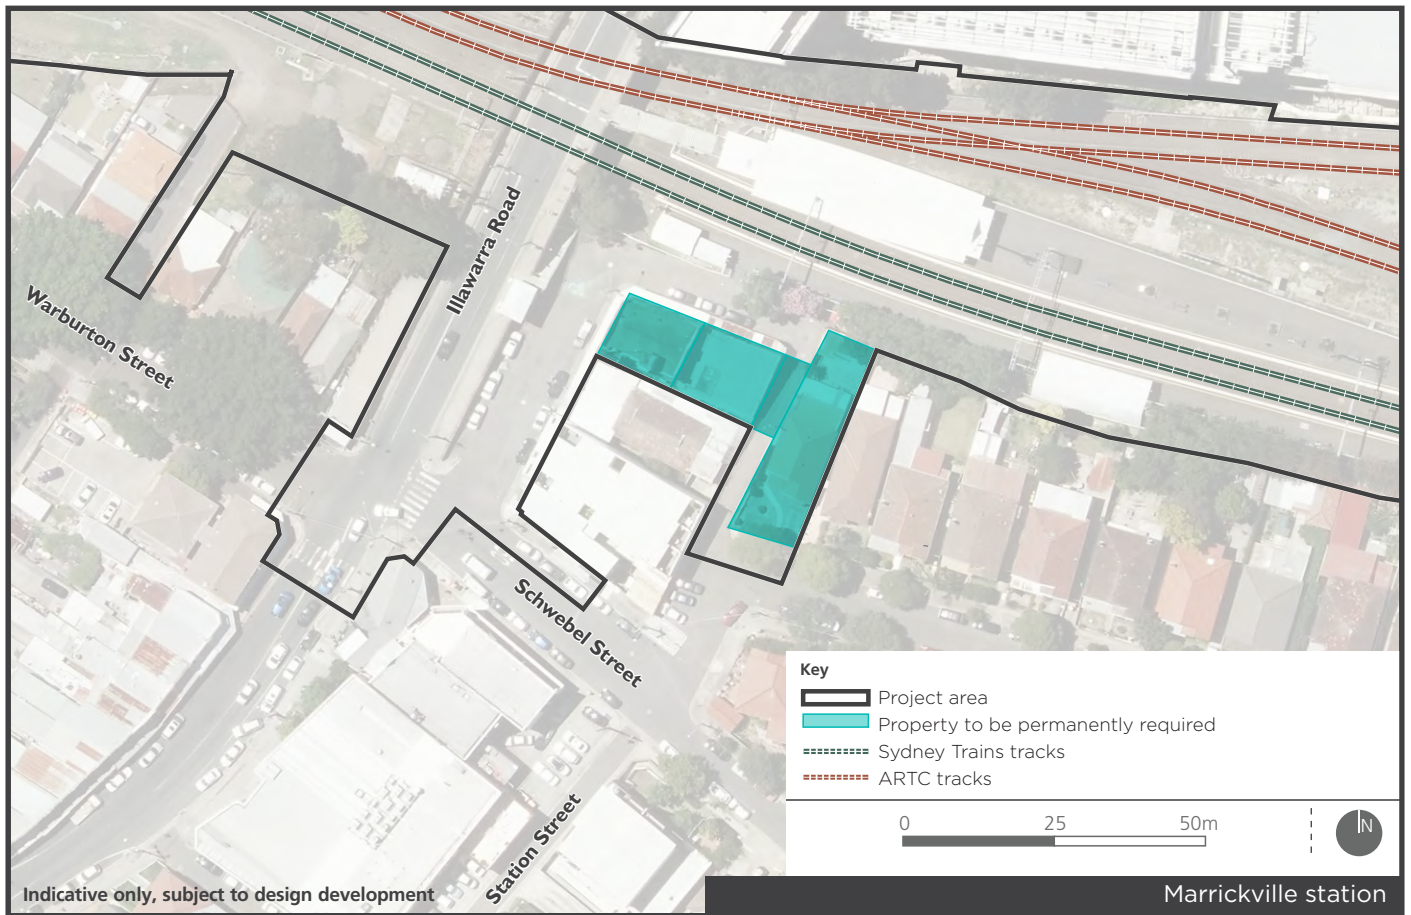 Illawarra Road
Warburton Street
Schwebel Street
Station Street
Key
Project area
Property to be permanently required
Sydney Trains tracks
ARTC tracks
0 25 50m
N
Indicative only, subject to design development
Marrickville station